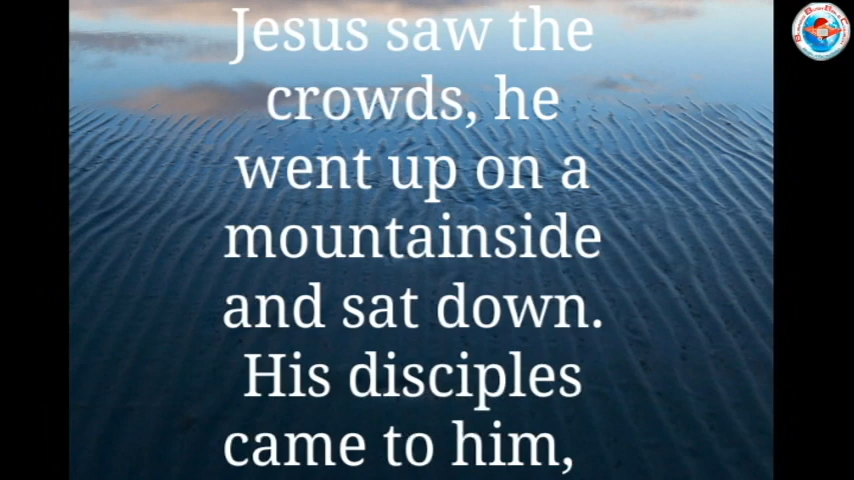 Jesus saw the
crowds, he
went up on a
mountainside
and sat down.
His disciples
came to him,